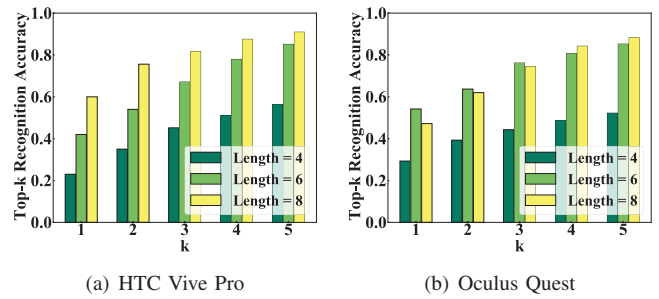 Top-k Recognition Accuracy
1.0
0.8
0.6
0.4
0.2
0.0
Length = 4
Length = 6
Length = 8
1 2 3 4 5
k
(a) HTC Vive Pro
Top-k Recognition Accuracy
1.0
0.8
0.6
0.4
0.2
0.0
Length = 4
Length = 6
Length = 8
1 2 3 4 5
k
(b) Oculus Quest